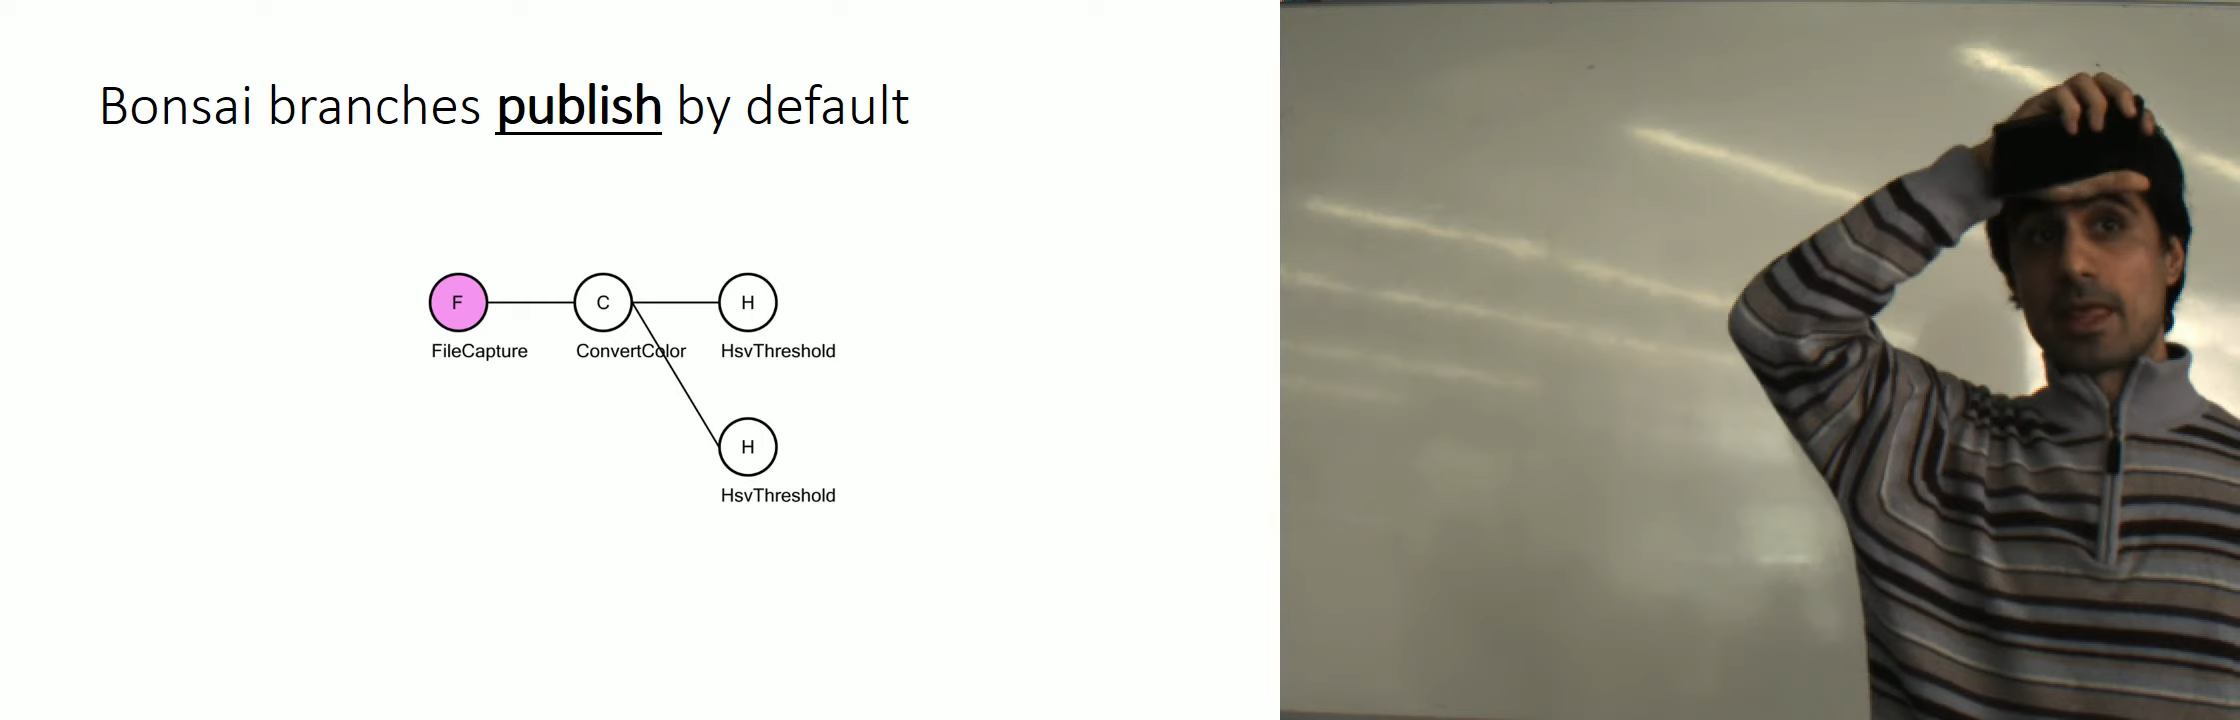 Bonsai branches publish by default
F
C
H
FileCapture
ConvertColor
HsvThreshold
H
HsvThreshold